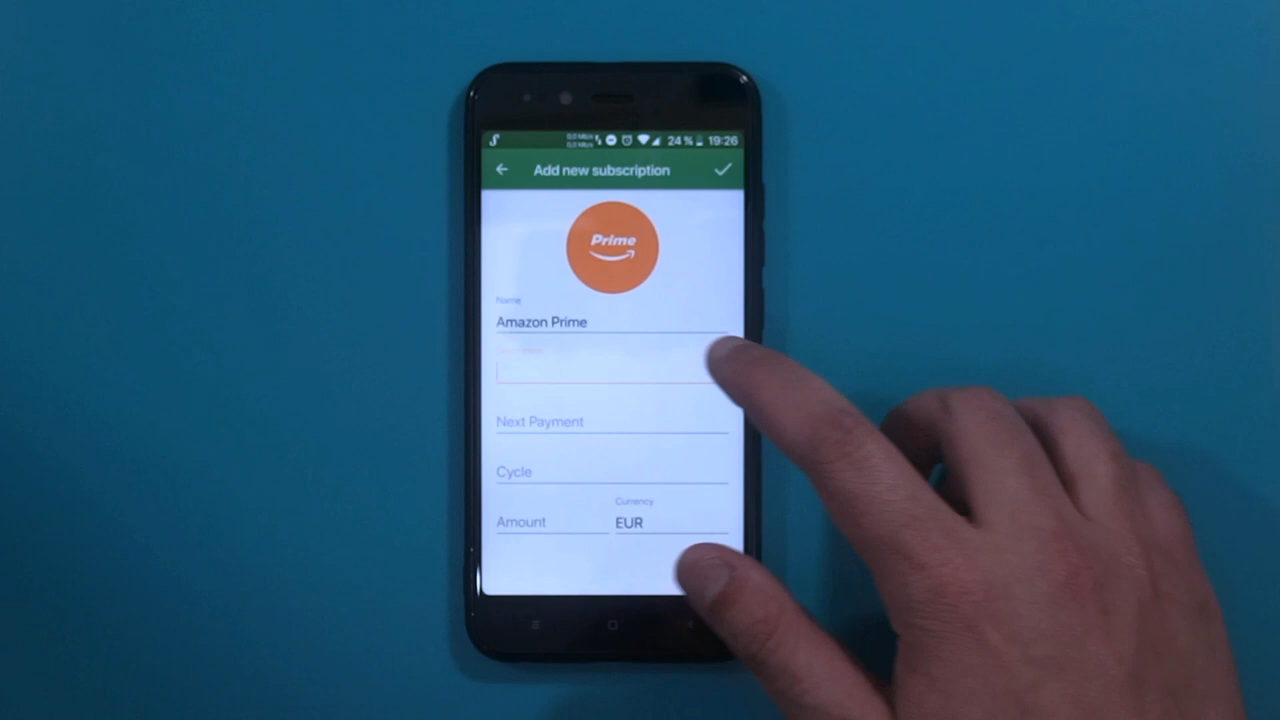 24 % 19:26
Add new subscription
Prime
Name
Amazon Prime
Next Payment
Cycle
Currency
Amount EUR